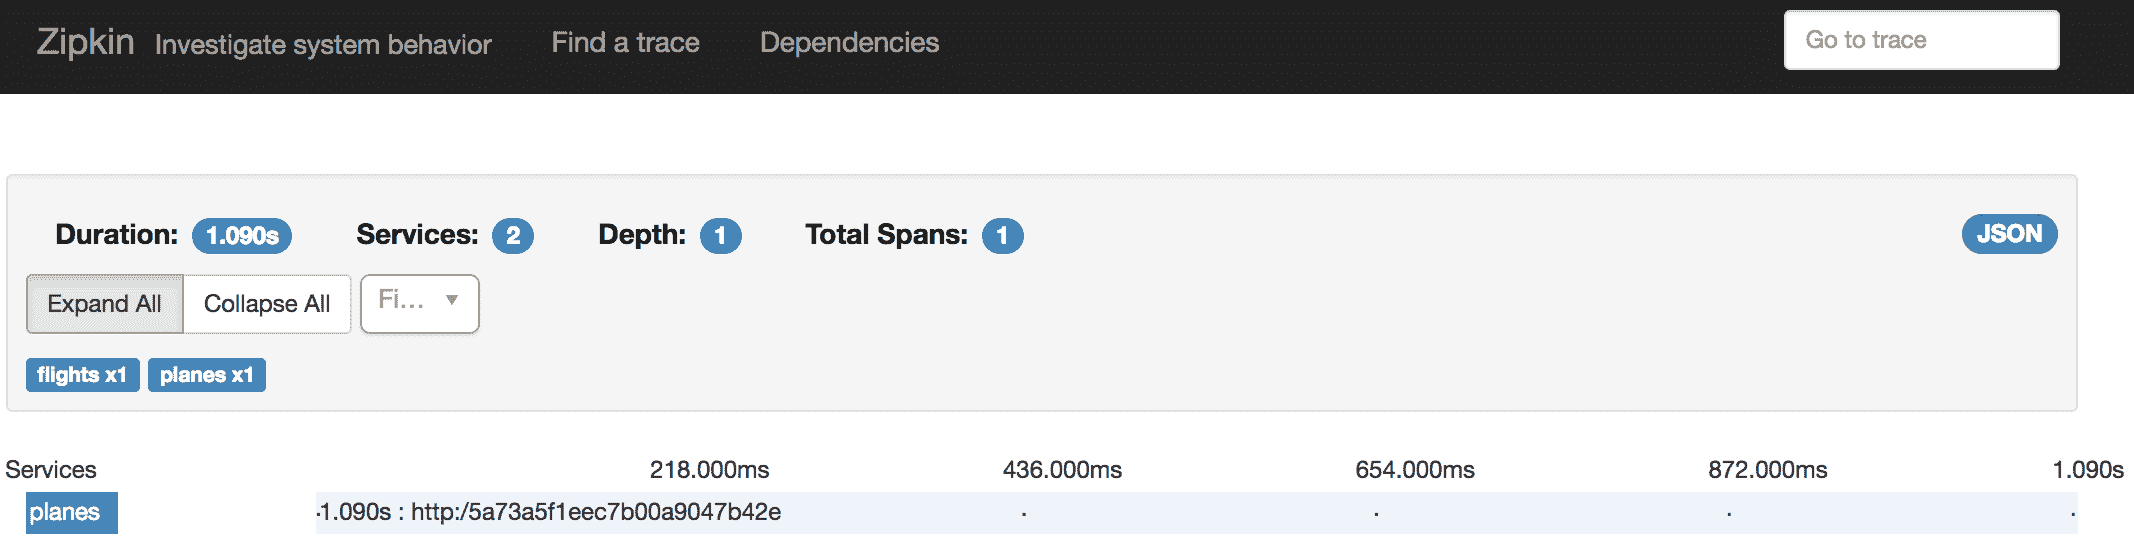 Zipkin Investigate system behavior Find a trace Dependencies Go to trace
Duration: 1.090s Services: 2 Depth: 1 Total Spans: 1 JSON
Expand All Collapse All Fi... ▼
flights x1 planes x1
Services 218.000ms 436.000ms 654.000ms 872.000ms 1.090s
planes ·1.090s : http:/5a73a5f1eec7b00a9047b42e . . . .